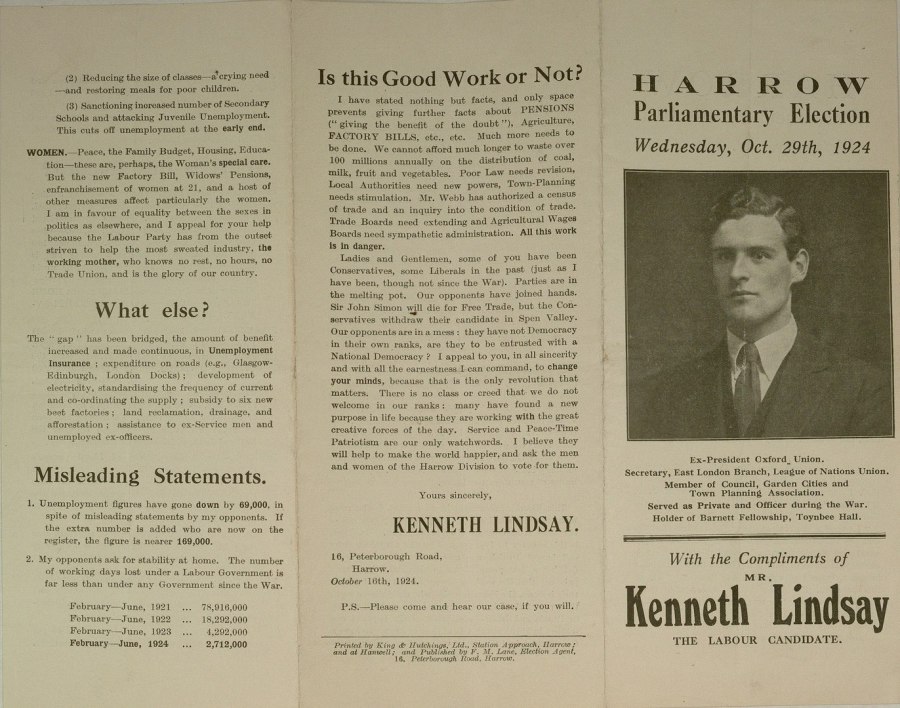 (2) Reducing the size of classes—a crying need
—and restoring meals for poor children.
(3) Sanctioning increased number of Secondary
Schools and attacking Juvenile Unemployment.
This cuts off unemployment at the early end.
WOMEN.—Peace, the Family Budget, Housing, Educa-
tion—these are, perhaps, the Woman's special care.
But the new Factory Bill, Widows' Pensions,
enfranchisement of women at 21, and a host of
other measures affect particularly the women.
I am in favour of equality between the sexes in
politics as elsewhere, and I appeal for your help
because the Labour Party has from the outset
striven to help the most sweated industry, the
working mother, who knows no rest, no hours, no
Trade Union, and is the glory of our country.
What else?
The "gap" has been bridged, the amount of benefit
increased and made continuous, in Unemployment
Insurance; expenditure on roads (e.g., Glasgow-
Edinburgh, London Docks); development of
electricity, standardising the frequency of current
and co-ordinating the supply; subsidy to six new
beet factories; land reclamation, drainage, and
afforestation; assistance to ex-Service men and
unemployed ex-officers.
Misleading Statements.
1. Unemployment figures have gone down by 69,000, in
spite of misleading statements by my opponents. If
the extra number is added who are now on the
register, the figure is nearer 169,000.
2. My opponents ask for stability at home. The number
of working days lost under a Labour Government is
far less than under any Government since the War.
February—June, 1921 ... 78,916,000
February—June, 1922 ... 18,292,000
February—June, 1923 ... 4,292,000
February—June, 1924 ... 2,712,000
Is this Good Work or Not?
I have stated nothing but facts, and only space
prevents giving further facts about PENSIONS
("giving the benefit of the doubt"), Agriculture,
FACTORY BILLS, etc., etc. Much more needs to
be done. We cannot afford much longer to waste over
100 millions annually on the distribution of coal,
milk, fruit and vegetables. Poor Law needs revision,
Local Authorities need new powers, Town-Planning
needs stimulation. Mr. Webb has authorized a census
of trade and an inquiry into the condition of trade.
Trade Boards need extending and Agricultural Wages
Boards need sympathetic administration. All this work
is in danger.
Ladies and Gentlemen, some of you have been
Conservatives, some Liberals in the past (just as I
have been, though not since the War). Parties are in
the melting pot. Our opponents have joined hands.
Sir John Simon will die for Free Trade, but the Con-
servatives withdraw their candidate in Spen Valley.
Our opponents are in a mess: they have not Democracy
in their own ranks, are they to be entrusted with a
National Democracy? I appeal to you, in all sincerity
and with all the earnestness I can command, to change
your minds, because that is the only revolution that
matters. There is no class or creed that we do not
welcome in our ranks: many have found a new
purpose in life because they are working with the great
creative forces of the day. Service and Peace-Time
Patriotism are our only watchwords. I believe they
will help to make the world happier, and ask the men
and women of the Harrow Division to vote for them.
Yours sincerely,
KENNETH LINDSAY.
16, Peterborough Road,
Harrow.
October 16th, 1924.
P.S.—Please come and hear our case, if you will.
Printed by King & Hutchings, Ltd., Station Approach, Harrow;
and at Hanwell; and Published by F. M. Lane, Election Agent,
16, Peterborough Road, Harrow.
HARROW
Parliamentary Election
Wednesday, Oct. 29th, 1924
Ex-President Oxford Union.
Secretary, East London Branch, League of Nations Union.
Member of Council, Garden Cities and
Town Planning Association.
Served as Private and Officer during the War.
Holder of Barnett Fellowship, Toynbee Hall.
With the Compliments of
MR.
Kenneth Lindsay
THE LABOUR CANDIDATE.